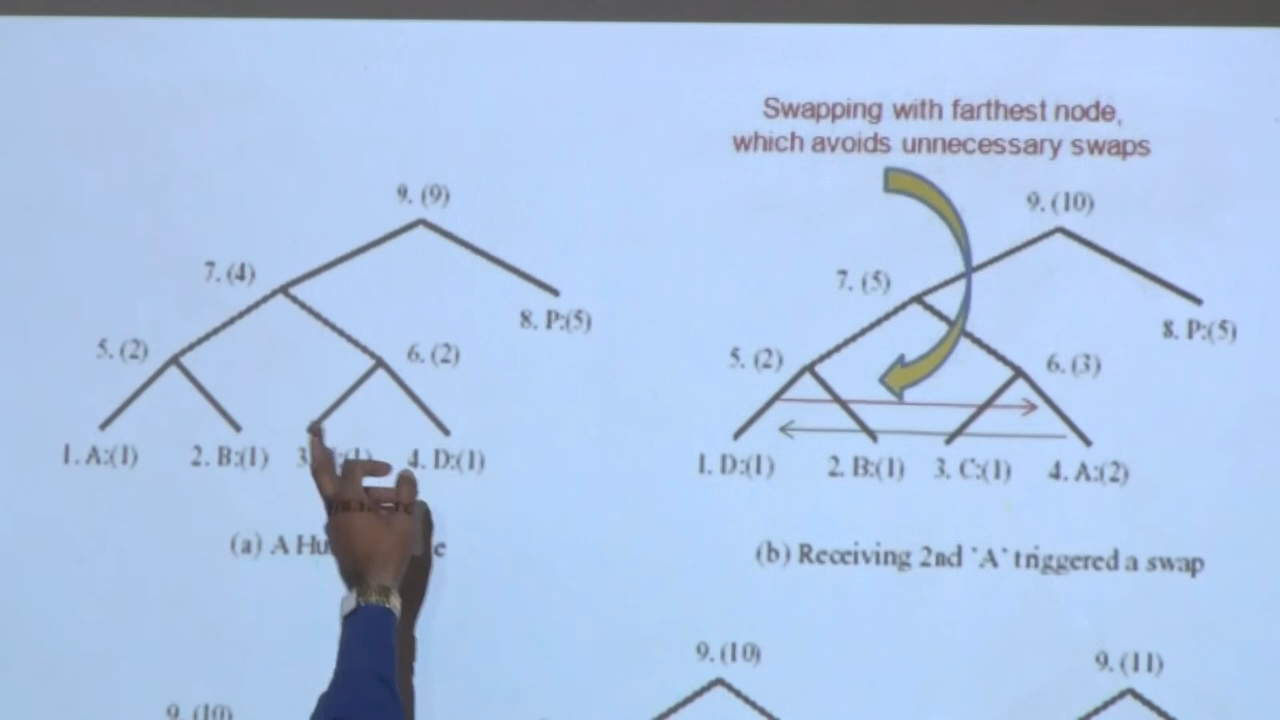 Swapping with farthest node,
which avoids unnecessary swaps
9. (9)
7. (4)
8. P:(5)
5. (2)
6. (2)
1. A:(1)
2. B:(1)
3.
4. D:(1)
(a) A Hu
e
9. (10)
7. (5)
8. P:(5)
5. (2)
6. (3)
1. D:(1)
2. B:(1)
3. C:(1)
4. A:(2)
(b) Receiving 2nd 'A' triggered a swap
9. (10)
9. (10)
9. (11)